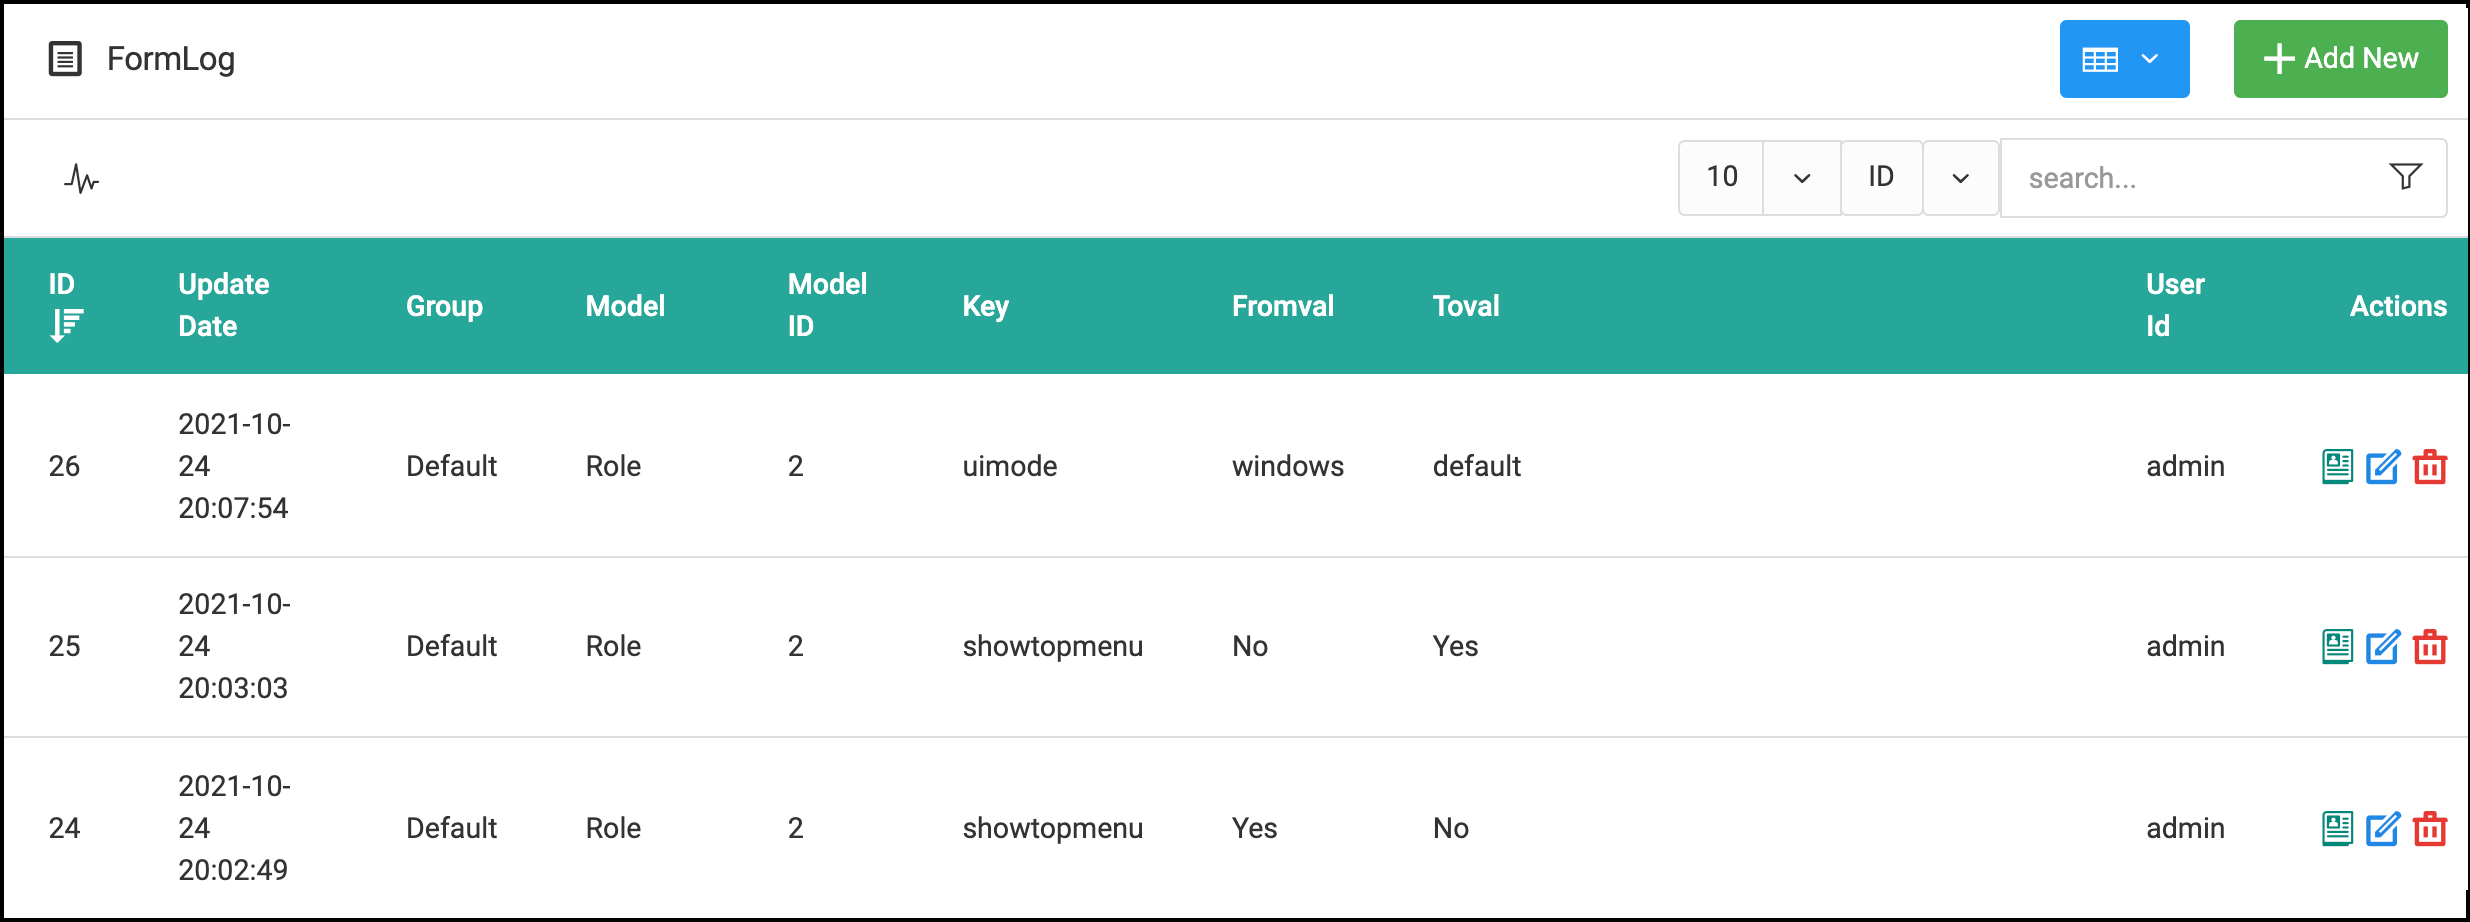 FormLog
Add New
10 ID search...
ID Update Date Group Model Model ID Key Fromval Toval User Id Actions
26 2021-10-24 20:07:54 Default Role 2 uimode windows default admin
25 2021-10-24 20:03:03 Default Role 2 showtopmenu No Yes admin
24 2021-10-24 20:02:49 Default Role 2 showtopmenu Yes No admin